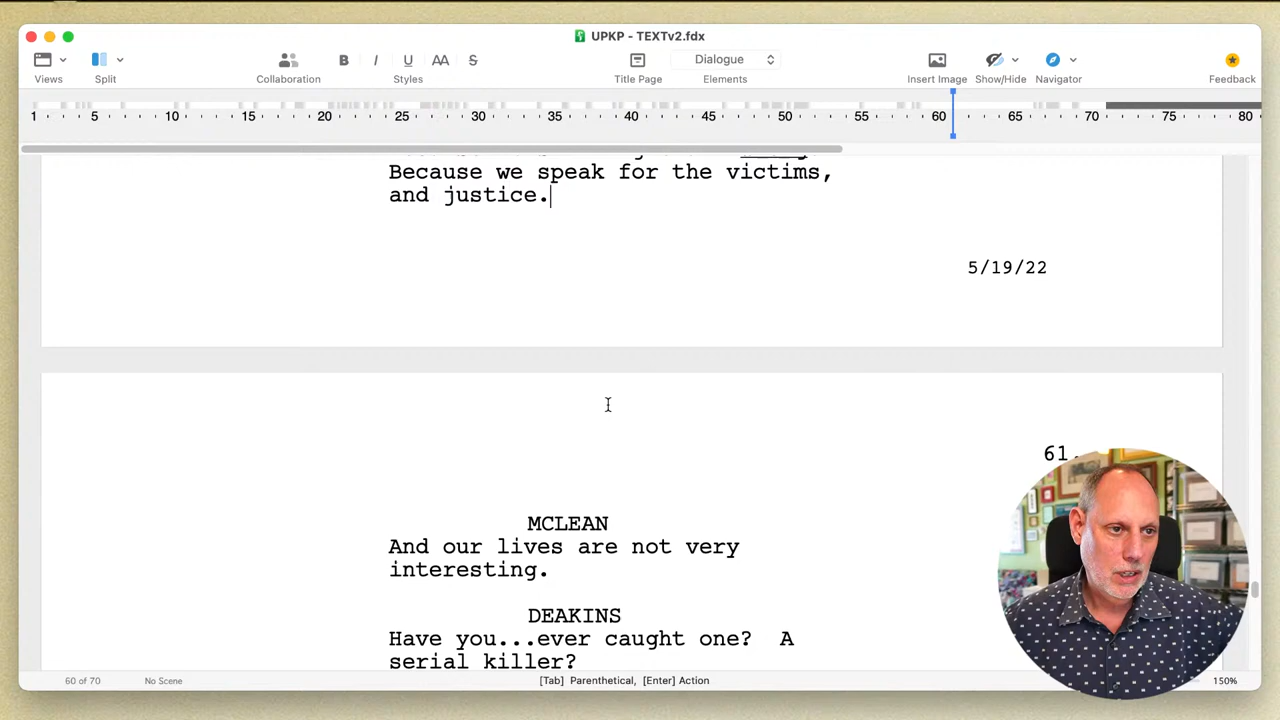 UPKP - TEXTv2.fdx
Views
Split
Collaboration
B I U AA S
Styles
Title Page
Dialogue
Elements
Insert Image
Show/Hide
Navigator
Feedback
1 5 10 15 20 25 30 35 40 45 50 55 60 65 70 75 80
Because we speak for the victims,
and justice.
5/19/22
61.
MCLEAN
And our lives are not very
interesting.
DEAKINS
Have you...ever caught one?  A
serial killer?
60 of 70
No Scene
[Tab] Parenthetical, [Enter] Action
150%